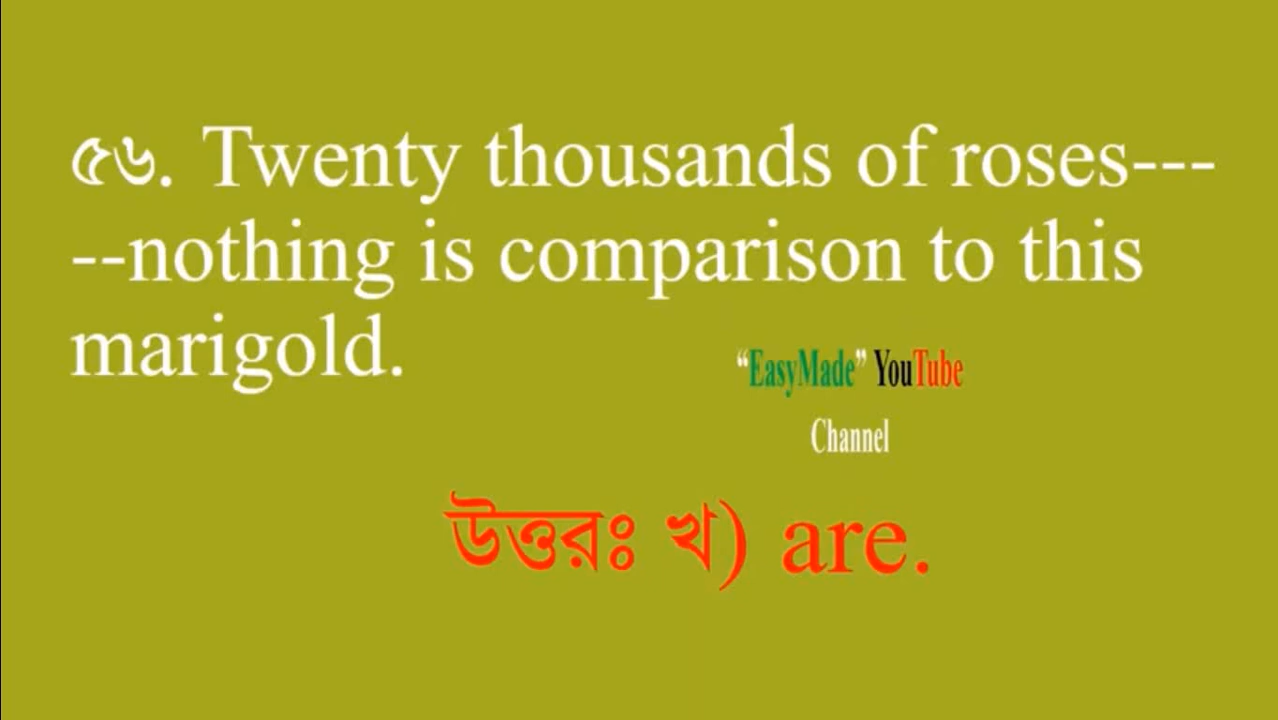 ৫৬. Twenty thousands of roses---
--nothing is comparison to this
marigold.
“EasyMade” YouTube
Channel
উত্তরঃ খ) are.